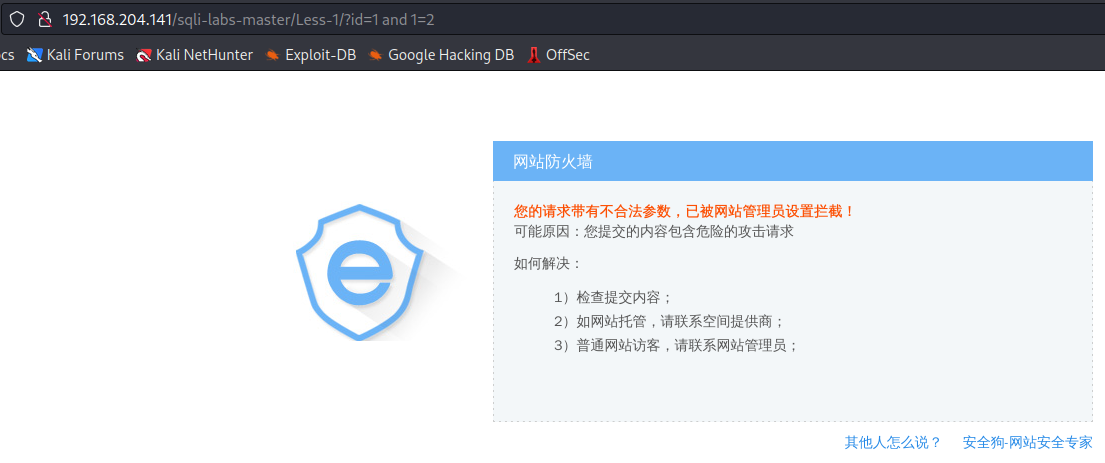 192.168.204.141/sqli-labs-master/Less-1/?id=1 and 1=2
ocs Kali Forums Kali NetHunter Exploit-DB Google Hacking DB OffSec
网站防火墙
您的请求带有不合法参数，已被网站管理员设置拦截！
可能原因：您提交的内容包含危险的攻击请求
如何解决：
1）检查提交内容；
2）如网站托管，请联系空间提供商；
3）普通网站访客，请联系网站管理员；
其他人怎么说？ 安全狗-网站安全专家